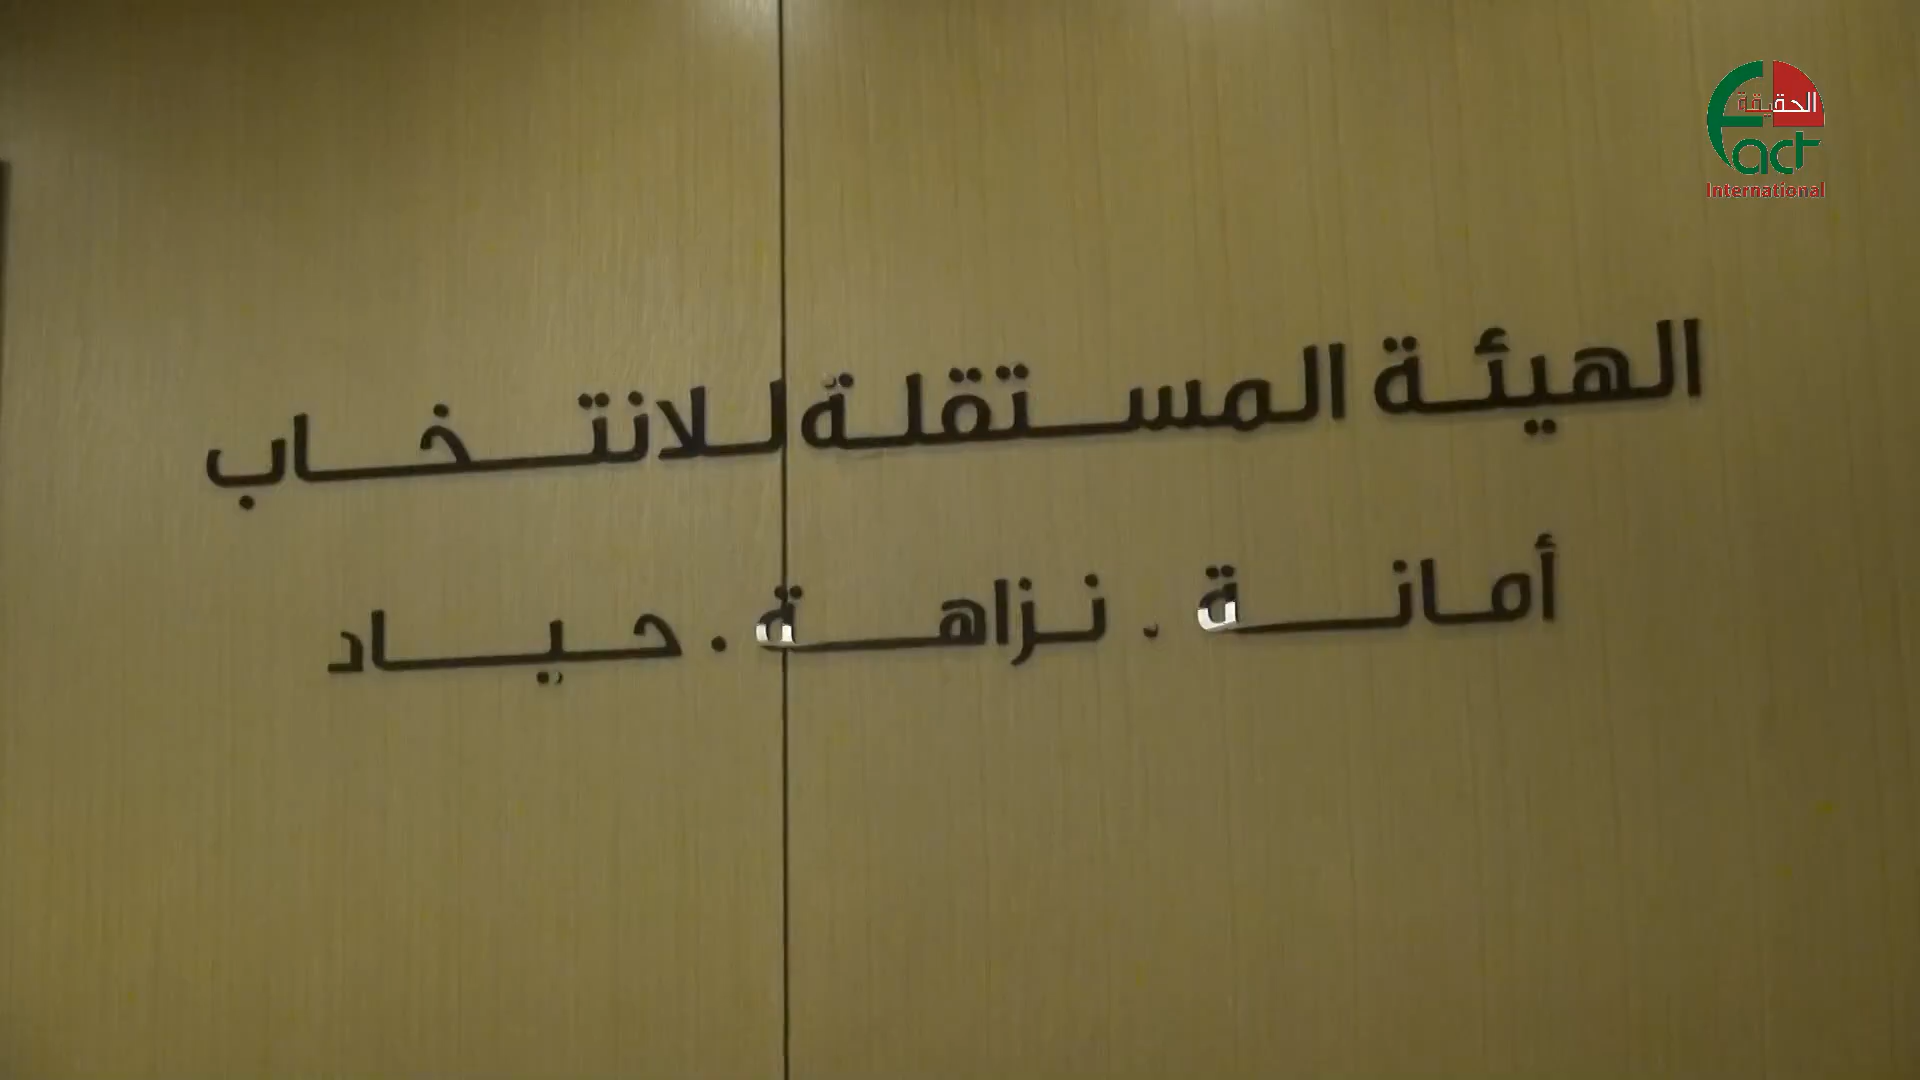 الحقيقة
Fact
International
الهيئة المستقلة للانتخاب
أمانة . نزاهة . حياد